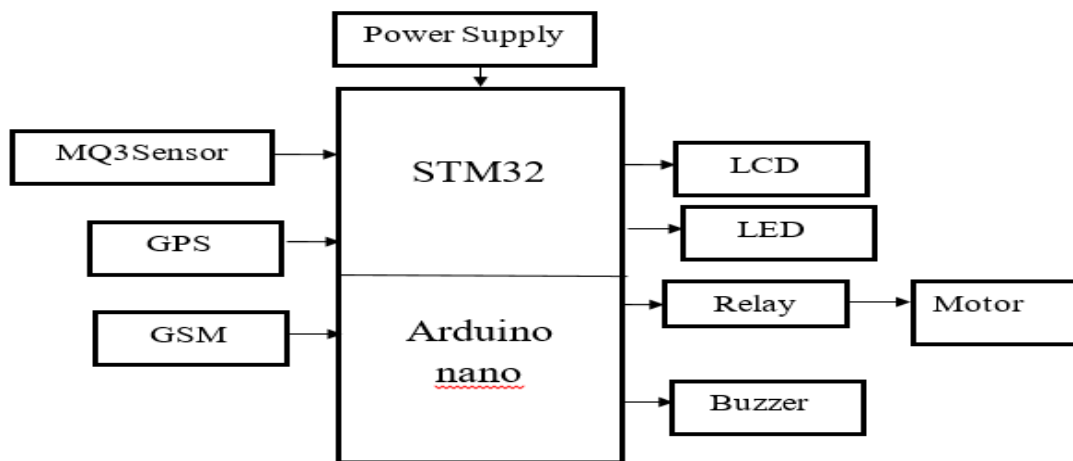 Power Supply
MQ3Sensor
STM32
LCD
GPS
LED
GSM
Arduino
nano
Relay
Motor
Buzzer